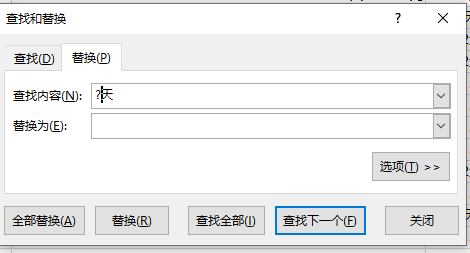 查找和替换
?
查找(D)
替换(P)
查找内容(N):
?天
替换为(E):
选项(T) >>
全部替换(A)
替换(R)
查找全部(I)
查找下一个(F)
关闭